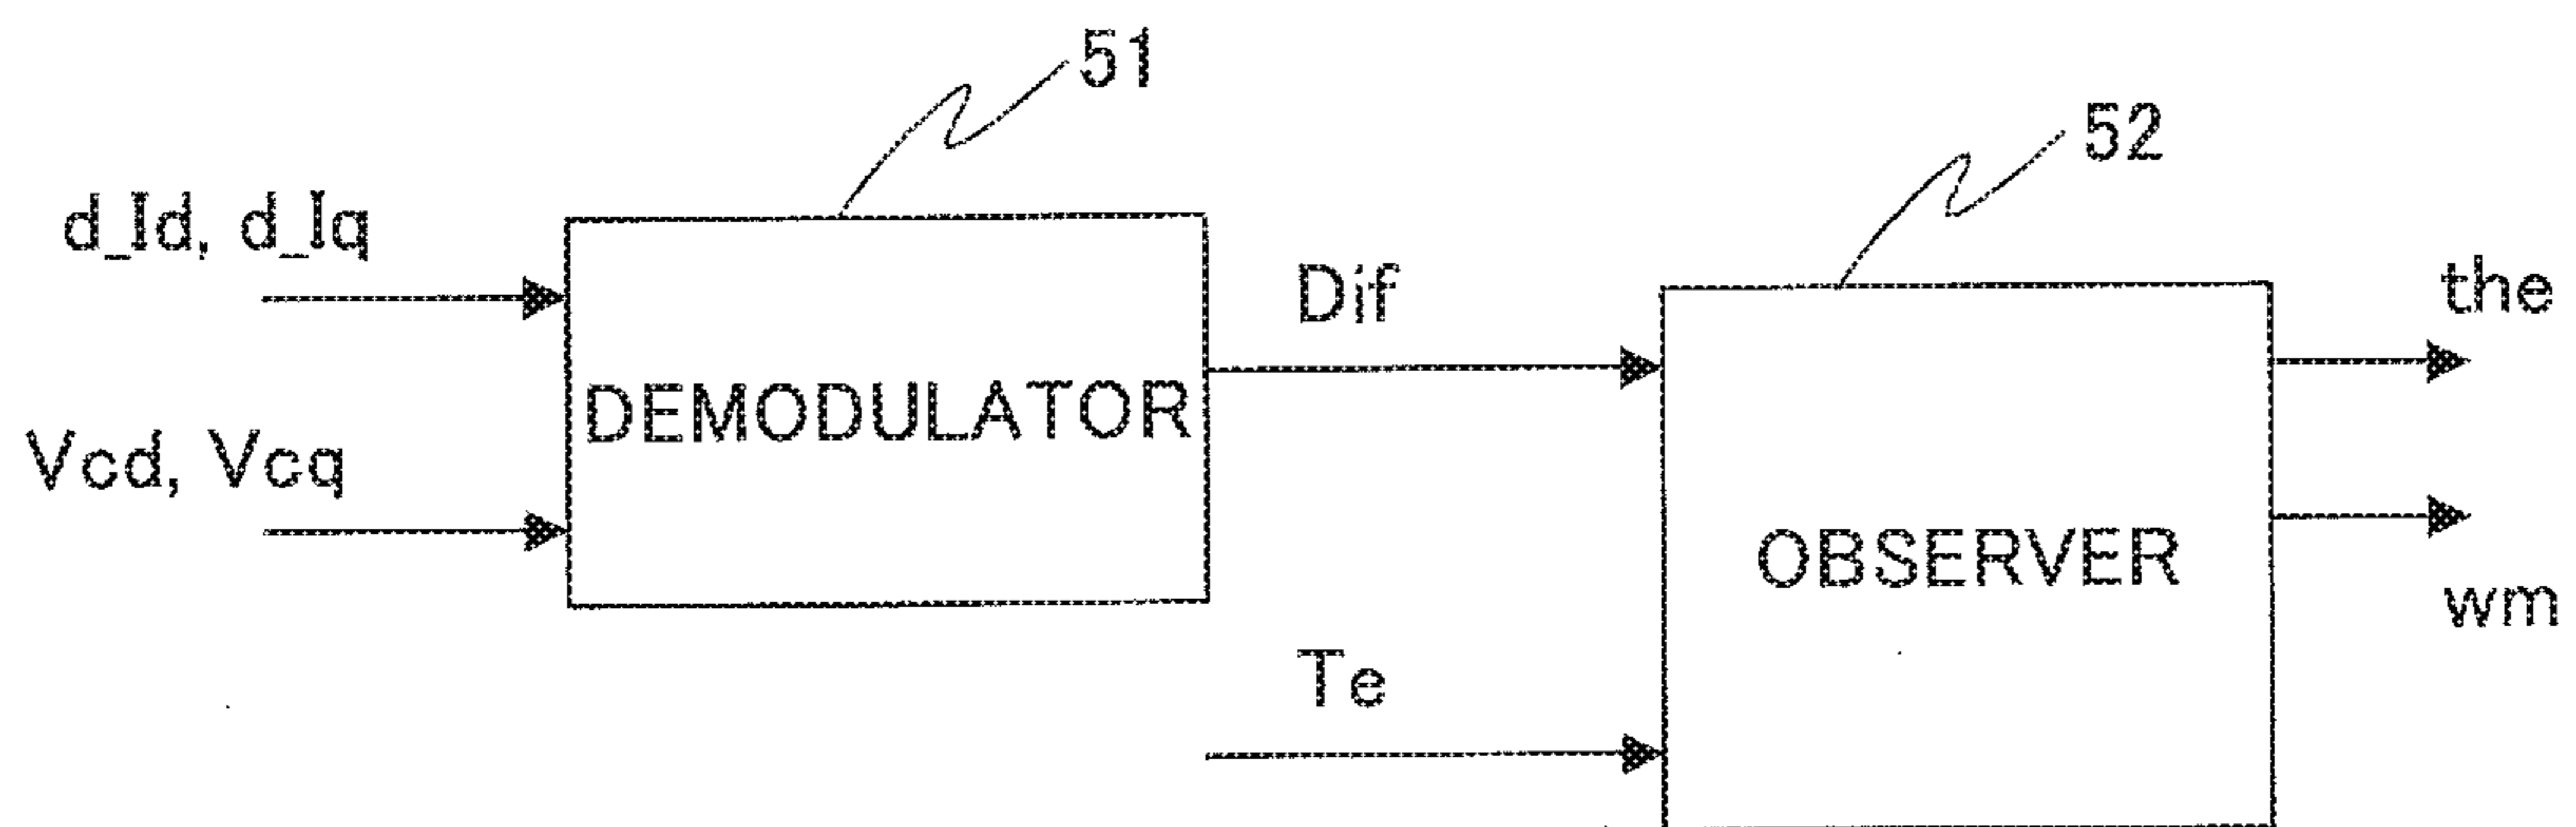 51
52
d_Id, d_Iq
Dif
the
DEMODULATOR
Vcd, Vcq
OBSERVER
wm
Te